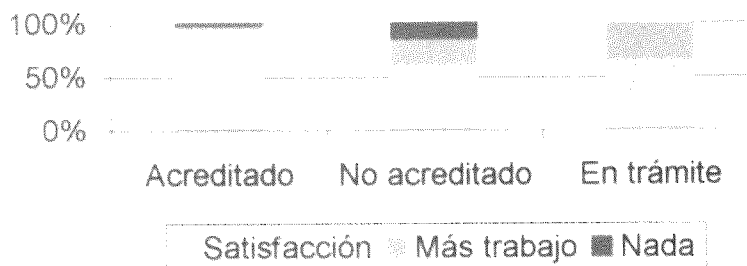 100%
50%
0%
Acreditado No acreditado En trámite
Satisfacción Más trabajo Nada